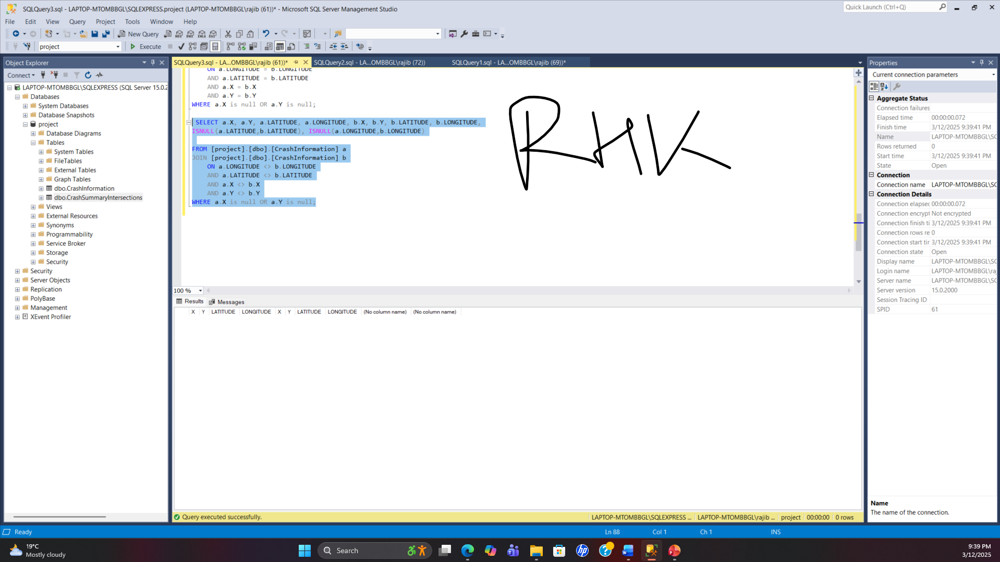 SQLQuery3.sql - LAPTOP-MTOMBBGL\SQLEXPRESS.project (LAPTOP-MTOMBBGL\rajib (61))* - Microsoft SQL Server Management Studio
Quick Launch (Ctrl+Q)
File Edit View Query Project Tools Window Help
New Query
project
Execute
Object Explorer
Connect
LAPTOP-MTOMBBGL\SQLEXPRESS (SQL Server 15.0.2
Databases
System Databases
Database Snapshots
project
Database Diagrams
Tables
System Tables
FileTables
External Tables
Graph Tables
dbo.CrashInformation
dbo.CrashSummaryIntersections
Views
External Resources
Synonyms
Programmability
Service Broker
Storage
Security
Security
Server Objects
Replication
PolyBase
Management
XEvent Profiler
SQLQuery3.sql - LA...OMBBGL\rajib (61))* SQLQuery2.sql - LA...OMBBGL\rajib (72)) SQLQuery1.sql - LA...OMBBGL\rajib (69))*
ON a.LONGITUDE = b.LONGITUDE
AND a.LATITUDE = b.LATITUDE
AND a.X = b.X
AND a.Y = b.Y
WHERE a.X is null OR a.Y is null;
SELECT a.X, a.Y, a.LATITUDE, a.LONGITUDE, b.X, b.Y, b.LATITUDE, b.LONGITUDE,
ISNULL(a.LATITUDE,b.LATITUDE), ISNULL(a.LONGITUDE,b.LONGITUDE)
FROM [project].[dbo].[CrashInformation] a
JOIN [project].[dbo].[CrashInformation] b
ON a.LONGITUDE <> b.LONGITUDE
AND a.LATITUDE <> b.LATITUDE
AND a.X <> b.X
AND a.Y <> b.Y
WHERE a.X is null OR a.Y is null;
RHK
100 %
Results Messages
X Y LATITUDE LONGITUDE X Y LATITUDE LONGITUDE (No column name) (No column name)
Query executed successfully. LAPTOP-MTOMBBGL\SQLEXPRESS ... LAPTOP-MTOMBBGL\rajib ... project 00:00:00 0 rows
Properties
Current connection parameters
Aggregate Status
Connection failures
Elapsed time 00:00:00.072
Finish time 3/12/2025 9:39:41 PM
Name LAPTOP-MTOMBBGL\SC
Rows returned 0
Start time 3/12/2025 9:39:41 PM
State Open
Connection
Connection name LAPTOP-MTOMBBGL\SC
Connection Details
Connection elapsec 00:00:00.072
Connection encrypt Not encrypted
Connection finish ti 3/12/2025 9:39:41 PM
Connection rows re 0
Connection start tir 3/12/2025 9:39:41 PM
Connection state Open
Display name LAPTOP-MTOMBBGL\SC
Login name LAPTOP-MTOMBBGL\ra
Server name LAPTOP-MTOMBBGL\SC
Server version 15.0.2000
Session Tracing ID
SPID 61
Name
The name of the connection.
Ready Ln 88 Col 1 Ch 1 INS
19°C
Mostly cloudy
Search
9:39 PM
3/12/2025